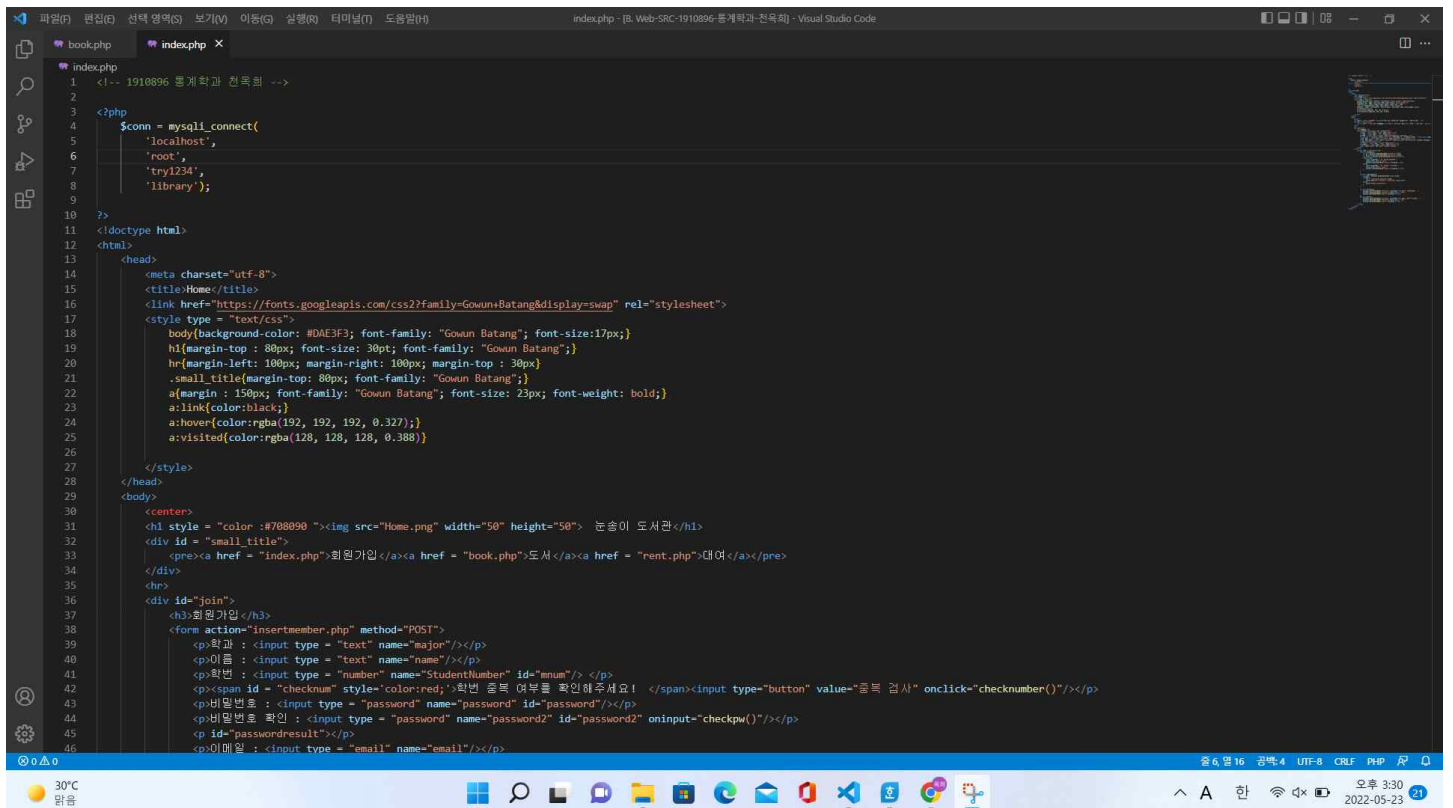 파일(F) 편집(E) 선택 영역(S) 보기(V) 이동(G) 실행(R) 터미널(T) 도움말(H)
index.php - [B. Web-SRC-1910896-통계학과-전옥희] - Visual Studio Code
book.php index.php
index.php
1 <!-- 1910896 통계학과 전옥희 -->
2
3 <?php
4 $conn = mysqli_connect(
5 'localhost',
6 'root',
7 'try1234',
8 'library');
9
10 ?>
11 <!doctype html>
12 <html>
13 <head>
14 <meta charset="utf-8">
15 <title>Home</title>
16 <link href="https://fonts.googleapis.com/css2?family=Gowun+Batang&display=swap" rel="stylesheet">
17 <style type = "text/css">
18 body{background-color: #DAE3F3; font-family: "Gowun Batang"; font-size:17px;}
19 h1{margin-top : 80px; font-size: 30pt; font-family: "Gowun Batang";}
20 hr{margin-left: 100px; margin-right: 100px; margin-top : 30px}
21 .small_title{margin-top: 80px; font-family: "Gowun Batang";}
22 a{margin : 150px; font-family: "Gowun Batang"; font-size: 23px; font-weight: bold;}
23 a:link{color:black;}
24 a:hover{color:rgba(192, 192, 192, 0.327);}
25 a:visited{color:rgba(128, 128, 128, 0.388)}
26
27 </style>
28 </head>
29 <body>
30 <center>
31 <h1 style = "color :#708090 "><img src="Home.png" width="50" height="50"> 눈송이 도서관</h1>
32 <div id = "small_title">
33 <pre><a href = "index.php">회원가입</a><a href = "book.php">도서</a><a href = "rent.php">대여</a></pre>
34 </div>
35 <hr>
36 <div id="join">
37 <h3>회원가입</h3>
38 <form action="insertmember.php" method="POST">
39 <p>학과 : <input type = "text" name="major"/></p>
40 <p>이름 : <input type = "text" name="name"/></p>
41 <p>학번 : <input type = "number" name="StudentNumber" id="mnum"/> </p>
42 <p><span id = "checknum" style='color:red;'>학번 중복 여부를 확인해주세요! </span><input type="button" value="중복 검사" onclick="checknumber()"/></p>
43 <p>비밀번호 : <input type = "password" name="password" id="password"/></p>
44 <p>비밀번호 확인 : <input type = "password" name="password2" id="password2" oninput="checkpw()"/></p>
45 <p id="passwordresult"></p>
46 <p>이메일 : <input type = "email" name="email"/></p>
0 0 줄 6, 열 16 공백: 4 UTF-8 CRLF PHP
30°C
맑음
A 한 오후 3:30
2022-05-23 21